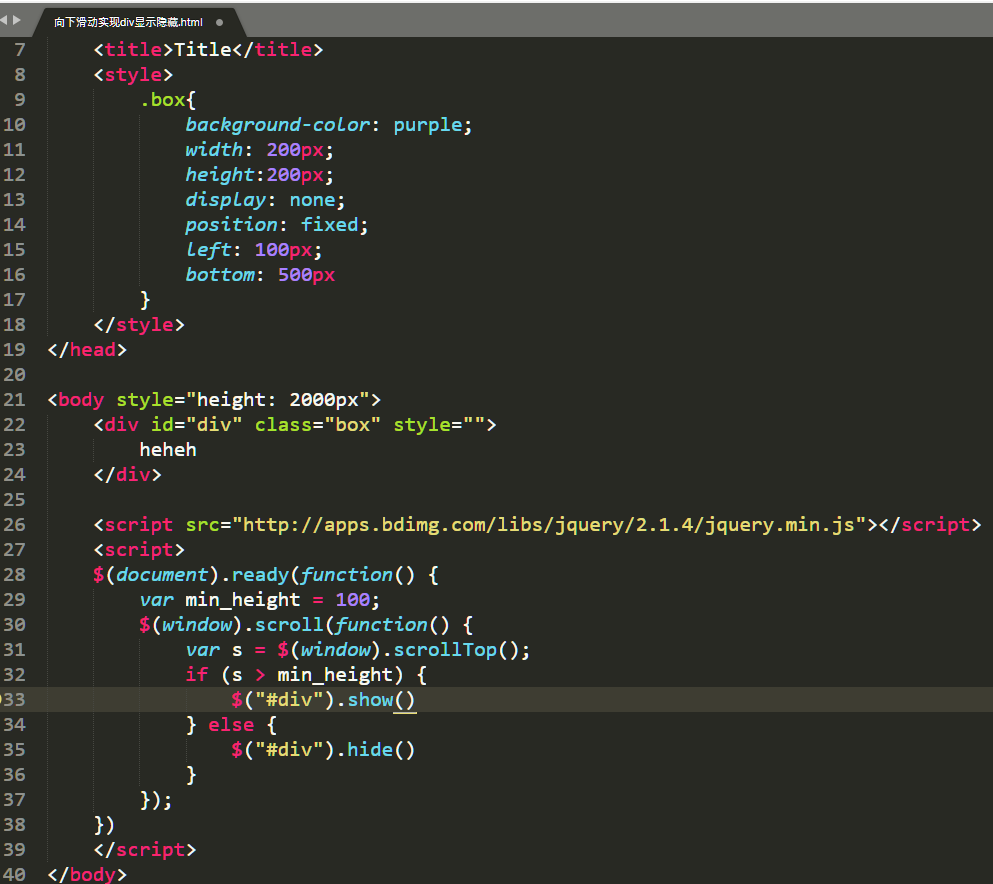 向下滑动实现div显示隐藏.html
7 <title>Title</title>
8 <style>
9 .box{
10 background-color: purple;
11 width: 200px;
12 height:200px;
13 display: none;
14 position: fixed;
15 left: 100px;
16 bottom: 500px
17 }
18 </style>
19 </head>
20
21 <body style="height: 2000px">
22 <div id="div" class="box" style="">
23 heheh
24 </div>
25
26 <script src="http://apps.bdimg.com/libs/jquery/2.1.4/jquery.min.js"></script>
27 <script>
28 $(document).ready(function() {
29 var min_height = 100;
30 $(window).scroll(function() {
31 var s = $(window).scrollTop();
32 if (s > min_height) {
33 $("#div").show()
34 } else {
35 $("#div").hide()
36 }
37 });
38 })
39 </script>
40 </body>